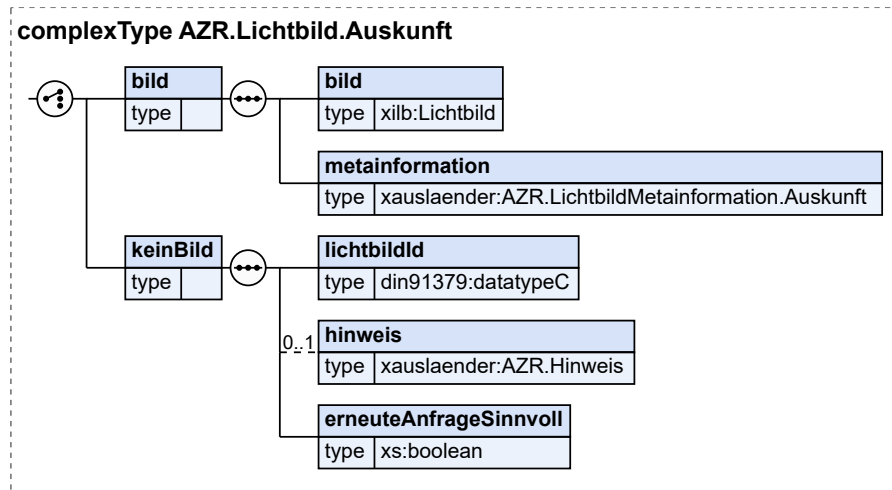 complexType AZR.Lichtbild.Auskunft
bild
type
bild
type xilb:Lichtbild
metainformation
type xauslaender:AZR.LichtbildMetainformation.Auskunft
keinBild
type
lichtbildId
type din91379:datatypeC
0..1
hinweis
type xauslaender:AZR.Hinweis
erneuteAnfrageSinnvoll
type xs:boolean